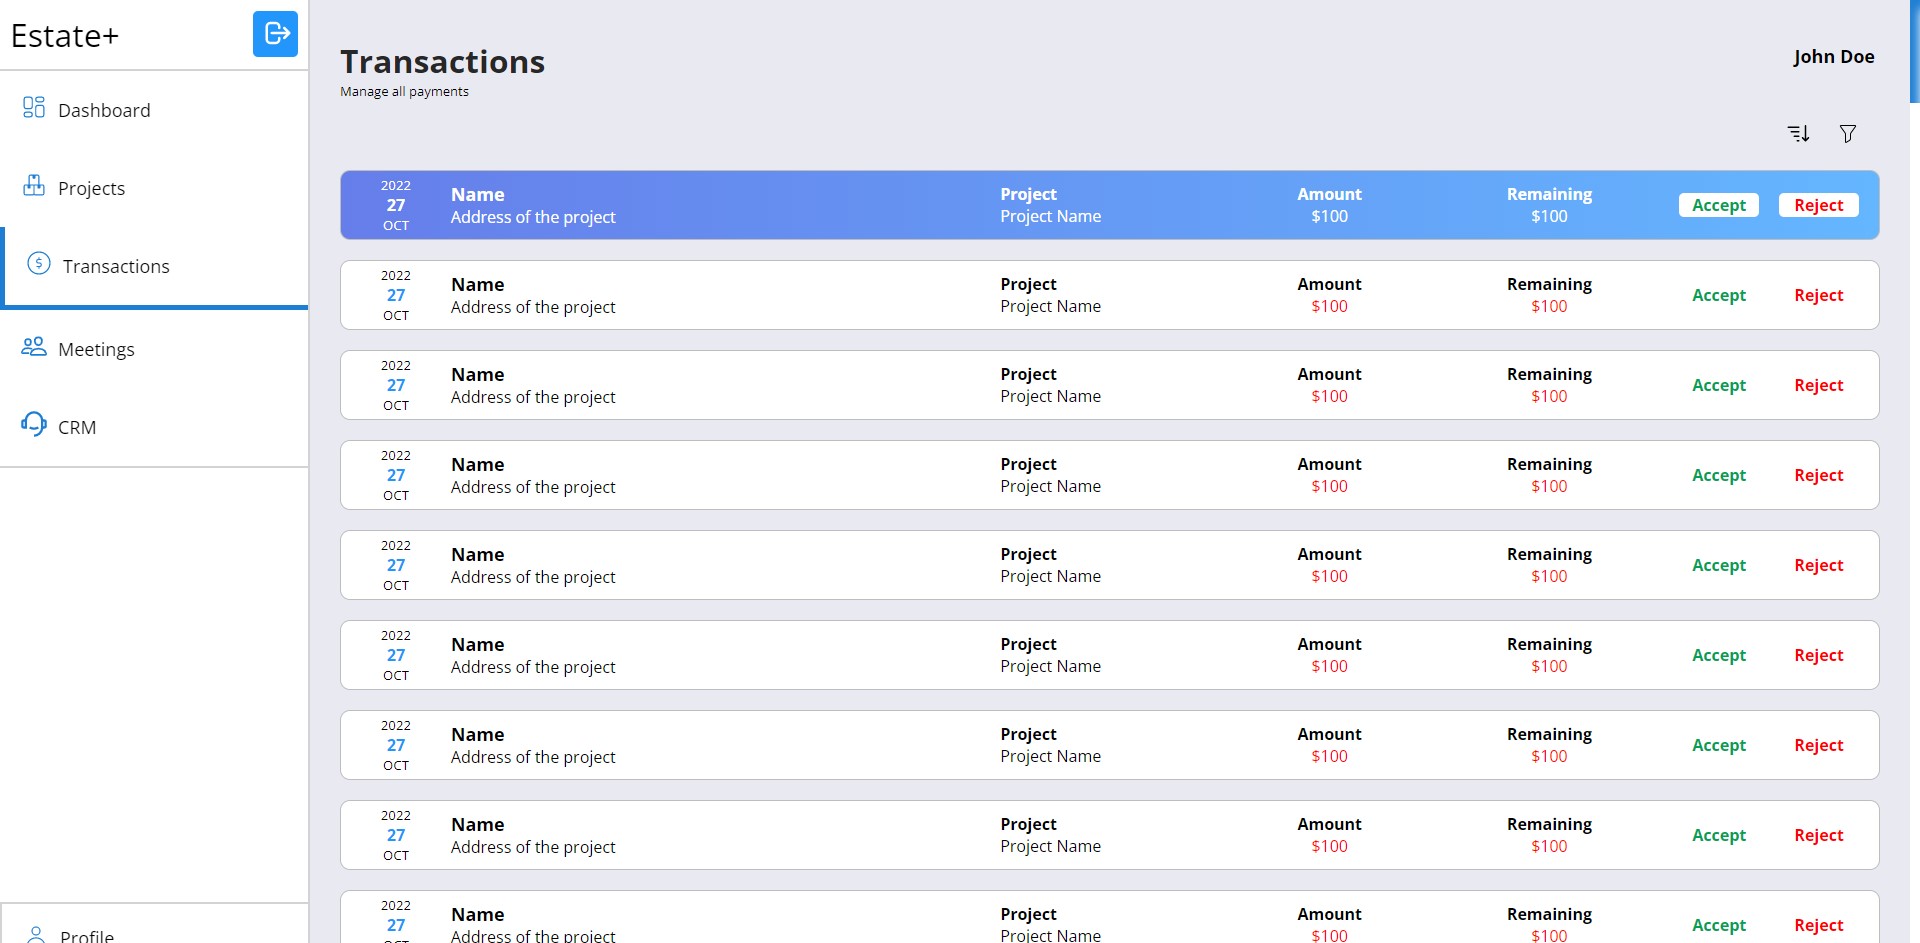 Estate+
Dashboard
Projects
Transactions
Meetings
CRM
Profile
Transactions
Manage all payments
John Doe
2022
27
OCT
Name
Address of the project
Project
Project Name
Amount
$100
Remaining
$100
Accept
Reject
2022
27
OCT
Name
Address of the project
Project
Project Name
Amount
$100
Remaining
$100
Accept
Reject
2022
27
OCT
Name
Address of the project
Project
Project Name
Amount
$100
Remaining
$100
Accept
Reject
2022
27
OCT
Name
Address of the project
Project
Project Name
Amount
$100
Remaining
$100
Accept
Reject
2022
27
OCT
Name
Address of the project
Project
Project Name
Amount
$100
Remaining
$100
Accept
Reject
2022
27
OCT
Name
Address of the project
Project
Project Name
Amount
$100
Remaining
$100
Accept
Reject
2022
27
OCT
Name
Address of the project
Project
Project Name
Amount
$100
Remaining
$100
Accept
Reject
2022
27
OCT
Name
Address of the project
Project
Project Name
Amount
$100
Remaining
$100
Accept
Reject
2022
27
OCT
Name
Address of the project
Project
Project Name
Amount
$100
Remaining
$100
Accept
Reject